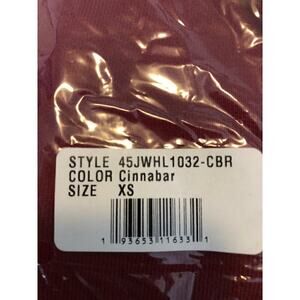 STYLE 45JWHL1032-CBR
COLOR Cinnabar
SIZE XS
1 93653 11633 1